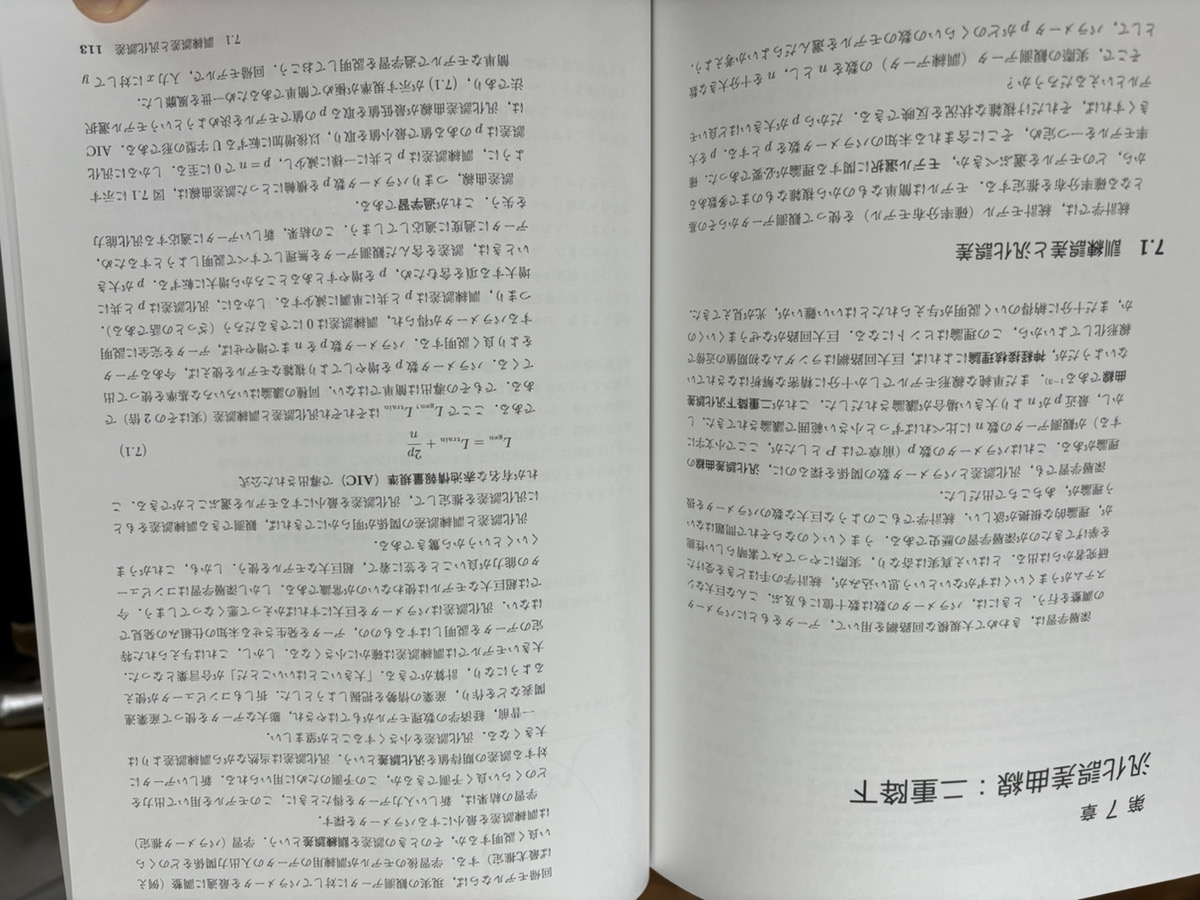 第7章
汎化誤差曲線：二重降下
深層学習は，きわめて大規模な回路網を用いて，データをもとにパラメータ
の調整を行う．ときには，パラメータの数は数十億にも及ぶ．こんな巨大なシ
ステムがうまくいくはずがないという思い込みが，統計学の手ほどきを受けた
研究者からは出る．とはいえ真実は奇なり，実際にやってみて素晴らしい性能
を挙げてきたのが深層学習の歴史である．うまくいくのならそれで問題はない
が，理論的な根拠が欲しい．統計学でもこのような巨大な数のパラメータを扱
う理論が，あちこちで出だした．
深層学習でも，汎化誤差とパラメータ数の関係を探るのに，汎化誤差曲線の
理論がある．これはパラメータの数 p（前章では P としたが，ここで小文字に
する）が観測データの数 n に比べればずっと小さい範囲で議論されてきた．し
かし，最近 p が n より大きい場合が議論されだした．これが二重降下汎化誤差
曲線である1~3)．まだ単純な線形モデルでしか十分に精密な解析はなされてい
ないようだが，神経接核理論によれば，巨大回路網はランダムな初期値の近傍で
線形化してよいから，この理論はヒントになる．巨大回路がなぜうまくいくの
か，まだ十分に納得のいく説明が与えられたとはいい難いが，光が見えてきた．
7.1 訓練誤差と汎化誤差
統計学では，統計モデル（確率分布モデル）を使って観測データからその基
となる確率分布を推定する．モデルは簡単なものから複雑なものまで多数ある
から，どのモデルを選ぶべきか，モデル選択に関する理論が必要であった．確
率モデルを一つ定め，そこに含まれる未知のパラメータ数を p とする．p を大
きくすれば，それだけ複雑な状況を反映できる．だから p が大きいほど良いモ
デルといえるだろうか？
そこで，実際の観測データ（訓練データ）の数を n とし，n を十分大きな数
として，パラメータ p がどのくらいの数のモデルを選んだらよいか考えよう．
回帰モデルならば，現実の観測データに対してパラメータを最適に調整（例え
ば最尤推定）する．学習後のモデルが訓練用のデータの入出力関係をどのくら
い良く説明するか，そのときの誤差を訓練誤差という．学習（パラメータ推定）
は訓練誤差を最小にするパラメータを探す．
学習の結果は，新しい入力データを得たときに，このモデルを用いて出力を
どのくらい良く予測できるか，この予測のために用いられる．新しいデータに
対する誤差の期待値を汎化誤差という．汎化誤差は当然ながら訓練誤差よりは
大きくなる．汎化誤差を小さくすることが望ましい．
一昔前，経済学の数理モデルがもてはやされ，膨大なデータを使って産業連
関表などを作り，産業の情勢を把握しようとした．折しもコンピュータが使え
るようになり，計算ができる．「大きいことはいいことだ」が合言葉となった．
大きいモデルでは訓練誤差は確かに小さくなる．しかし，これは与えられた特
定のデータを説明しはするものの，データを発生させる未知の仕組みの発見で
はない．汎化誤差はパラメータを巨大にすればかえって悪くなってしまう．今
では超巨大なモデルは使わないのが常識である．しかし深層学習はコンピュー
タの能力が良いことを笠に着て，超巨大なモデルを使う．しかも，これがうま
くいくというから驚きである．
汎化誤差と訓練誤差の関係が明らかにできれば，観測できる訓練誤差をもと
に汎化誤差を推定して，汎化誤差を最小にするモデルを選ぶことができる．こ
れが有名な赤池情報量規準（AIC）で導出された公式
L_gen = L_train + 2p/n (7.1)
である．ここで L_gen, L_train はそれぞれ汎化誤差と訓練誤差（実はその2倍）で
ある．でもその導出は簡単ではない．同種の議論はいろいろな基準を使って出
てくる．パラメータ数 p を増やしてより複雑なモデルを使えば，今あるデータ
をより良く説明する．パラメータ数 p を n まで増やせば，データを完全に説明
するパラメータが得られ，訓練誤差は0にできるだろう（ざっとの話である）．
つまり，訓練誤差は p と共に単調に減少する．しかるに，汎化誤差は p と共に
増大する項を含むため，p を増やすとあるところから増大に転ずる．p が大き
いときは，誤差を含んだ観測データを無理してすべて説明しようとするため，
データに過度に適応してしまう．この結果，新しいデータに適応する汎化能力
を失う．これが過学習である．
誤差曲線，つまりパラメータ数 p を横軸にとった誤差曲線は，図7.1に示す
ように，訓練誤差は p と共に一様に減少し，p = n で0に至る．しかるに汎化
誤差は p のある値で最小値を取り，以後増加に転ずるU字型の形である．AIC
は，汎化誤差曲線が最低値を取る p の値でモデルを決めようというモデル選択
法であり，(7.1)が示す規準が極めて簡単であるため一世を風靡した．
簡単なモデルで過学習を説明しておこう．回帰モデルで，入力 x に対して y
7.1 訓練誤差と汎化誤差 113